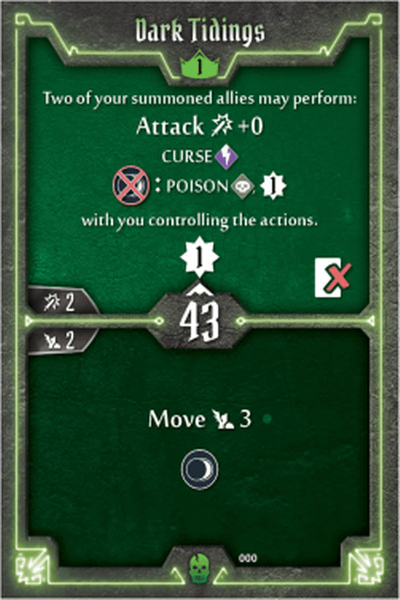 Dark Tidings
1
Two of your summoned allies may perform:
Attack +0
CURSE
: POISON , 1
with you controlling the actions.
1
2
43
2
Move 3
000